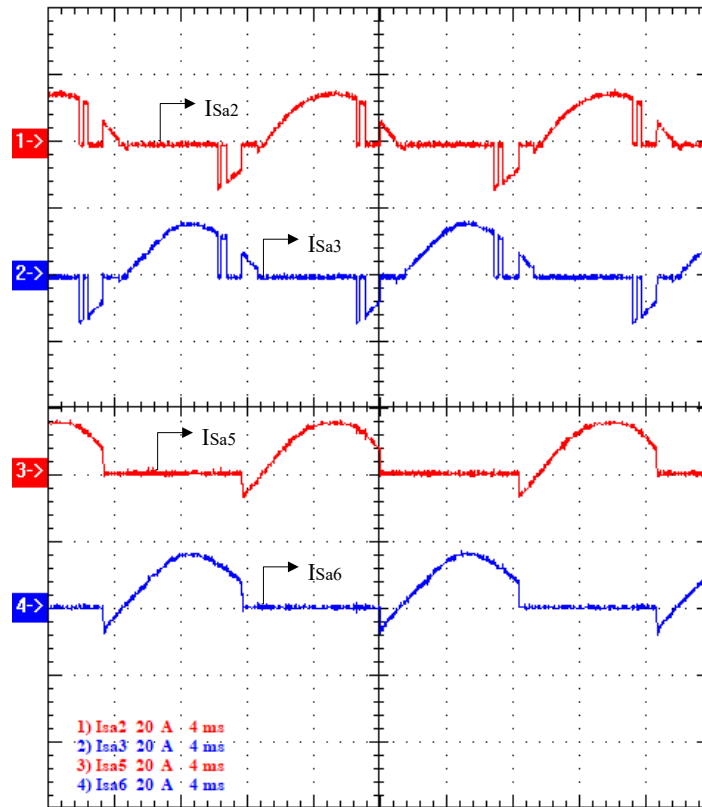 ISa2
1->
ISa3
2->
ISa5
3->
ISa6
4->
1) Isa2 20 A 4 ms
2) Isa3 20 A 4 ms
3) Isa5 20 A 4 ms
4) Isa6 20 A 4 ms